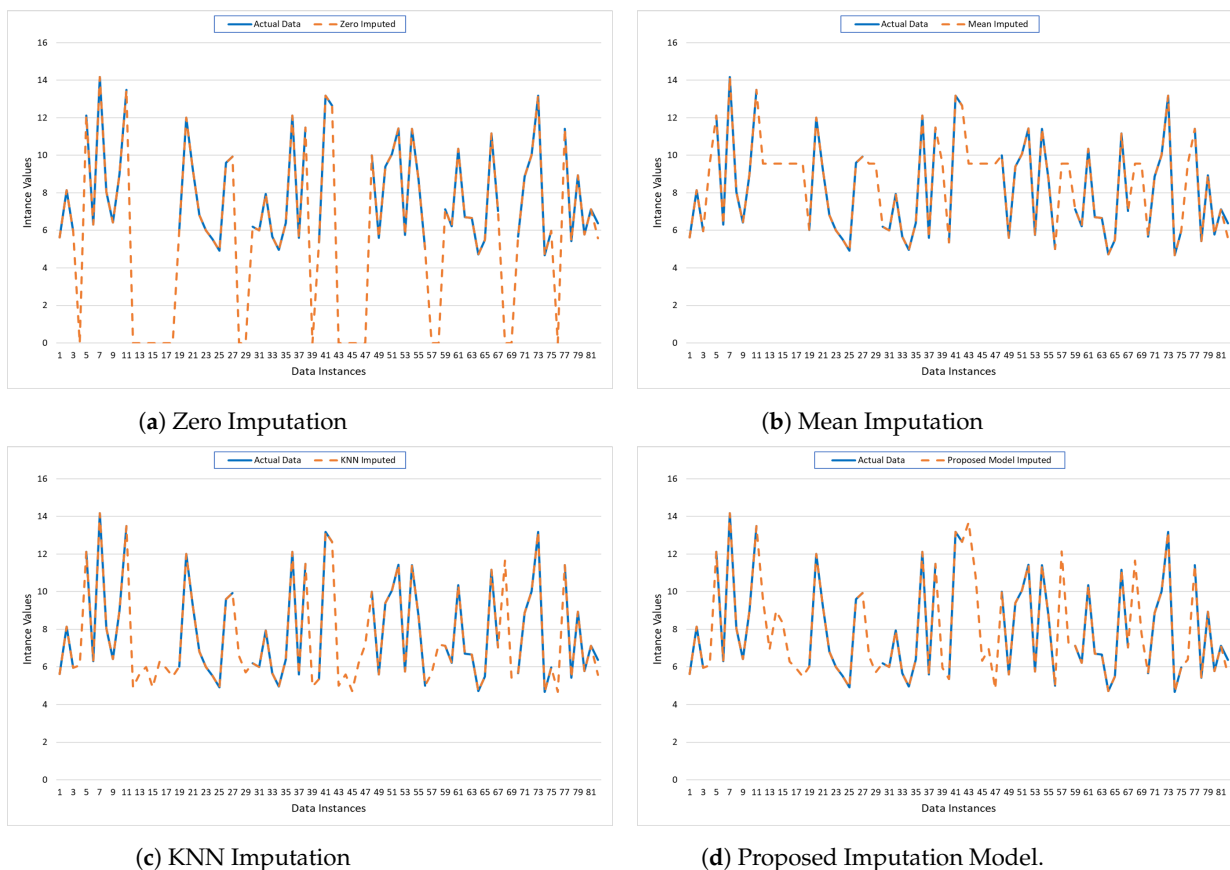 Actual Data Zero Imputed
16
14
12
10
8
6
4
2
0
Intance Values
1 3 5 7 9 11 13 15 17 19 21 23 25 27 29 31 33 35 37 39 41 43 45 47 49 51 53 55 57 59 61 63 65 67 69 71 73 75 77 79 81
Data Instances
(a) Zero Imputation
Actual Data Mean Imputed
16
14
12
10
8
6
4
2
0
Intance Values
1 3 5 7 9 11 13 15 17 19 21 23 25 27 29 31 33 35 37 39 41 43 45 47 49 51 53 55 57 59 61 63 65 67 69 71 73 75 77 79 81
Data Instances
(b) Mean Imputation
Actual Data KNN Imputed
16
14
12
10
8
6
4
2
0
Intance Values
1 3 5 7 9 11 13 15 17 19 21 23 25 27 29 31 33 35 37 39 41 43 45 47 49 51 53 55 57 59 61 63 65 67 69 71 73 75 77 79 81
Data Instances
(c) KNN Imputation
Actual Data Proposed Model Imputed
16
14
12
10
8
6
4
2
0
Intance Values
1 3 5 7 9 11 13 15 17 19 21 23 25 27 29 31 33 35 37 39 41 43 45 47 49 51 53 55 57 59 61 63 65 67 69 71 73 75 77 79 81
Data Instances
(d) Proposed Imputation Model.